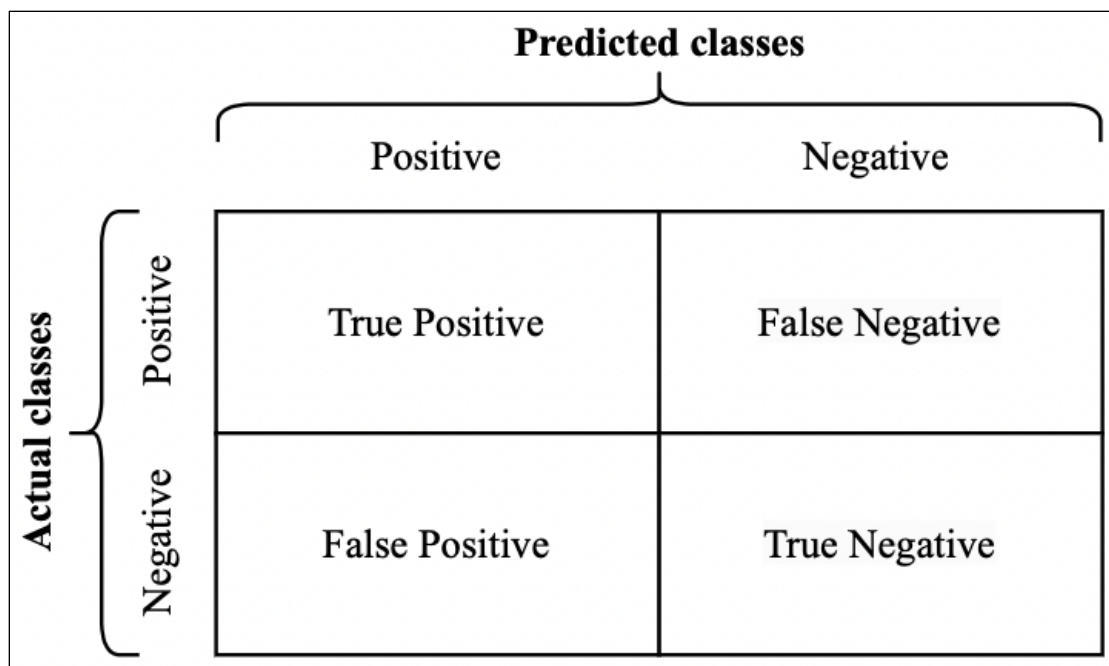 Predicted classes
Positive Negative
Actual classes
Positive
True Positive False Negative
Negative
False Positive True Negative